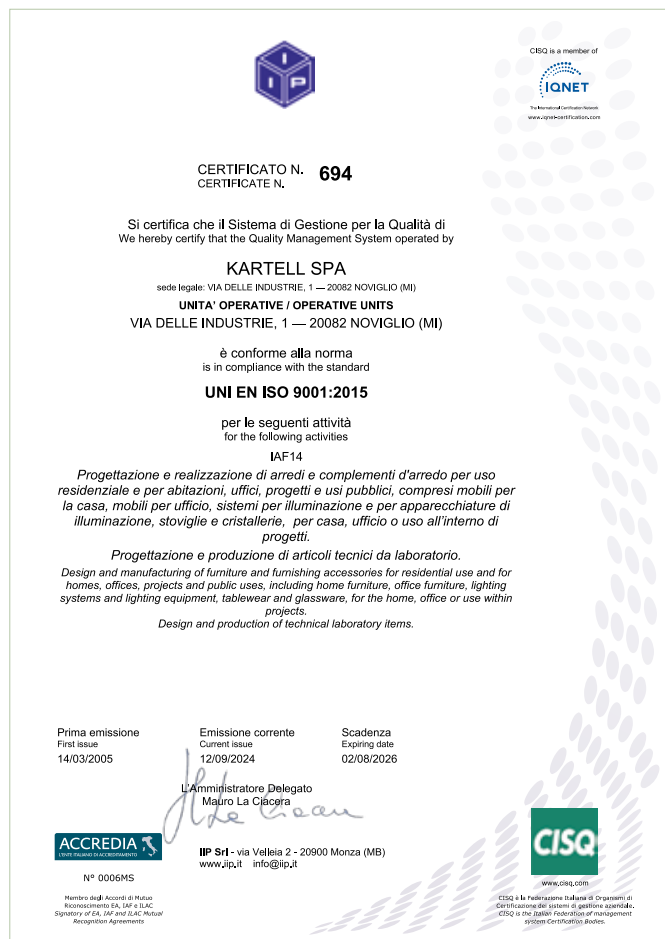 I I P
CISQ is a member of
IQNET
The International Certification Network
www.iqnet-certification.com
CERTIFICATO N. 694
CERTIFICATE N.
Si certifica che il Sistema di Gestione per la Qualità di
We hereby certify that the Quality Management System operated by
KARTELL SPA
sede legale: VIA DELLE INDUSTRIE, 1 — 20082 NOVIGLIO (MI)
UNITA' OPERATIVE / OPERATIVE UNITS
VIA DELLE INDUSTRIE, 1 — 20082 NOVIGLIO (MI)
è conforme alla norma
is in compliance with the standard
UNI EN ISO 9001:2015
per le seguenti attività
for the following activities
IAF14
Progettazione e realizzazione di arredi e complementi d'arredo per uso
residenziale e per abitazioni, uffici, progetti e usi pubblici, compresi mobili per
la casa, mobili per ufficio, sistemi per illuminazione e per apparecchiature di
illuminazione, stoviglie e cristallerie, per casa, ufficio o uso all'interno di
progetti.
Progettazione e produzione di articoli tecnici da laboratorio.
Design and manufacturing of furniture and furnishing accessories for residential use and for
homes, offices, projects and public uses, including home furniture, office furniture, lighting
systems and lighting equipment, tablewear and glassware, for the home, office or use within
projects.
Design and production of technical laboratory items.
Prima emissione
First issue
14/03/2005
Emissione corrente
Current issue
12/09/2024
Scadenza
Expiring date
02/08/2026
L'Amministratore Delegato
Mauro La Ciacera
ACCREDIA
L'ENTE ITALIANO DI ACCREDITAMENTO
N° 0006MS
Membro degli Accordi di Mutuo
Riconoscimento EA, IAF e ILAC
Signatory of EA, IAF and ILAC Mutual
Recognition Agreements
IIP Srl - via Velleia 2 - 20900 Monza (MB)
www.iip.it info@iip.it
CISQ
www.cisq.com
CISQ è la Federazione Italiana di Organismi di
Certificazione dei sistemi di gestione aziendale.
CISQ is the Italian Federation of management
system Certification Bodies.